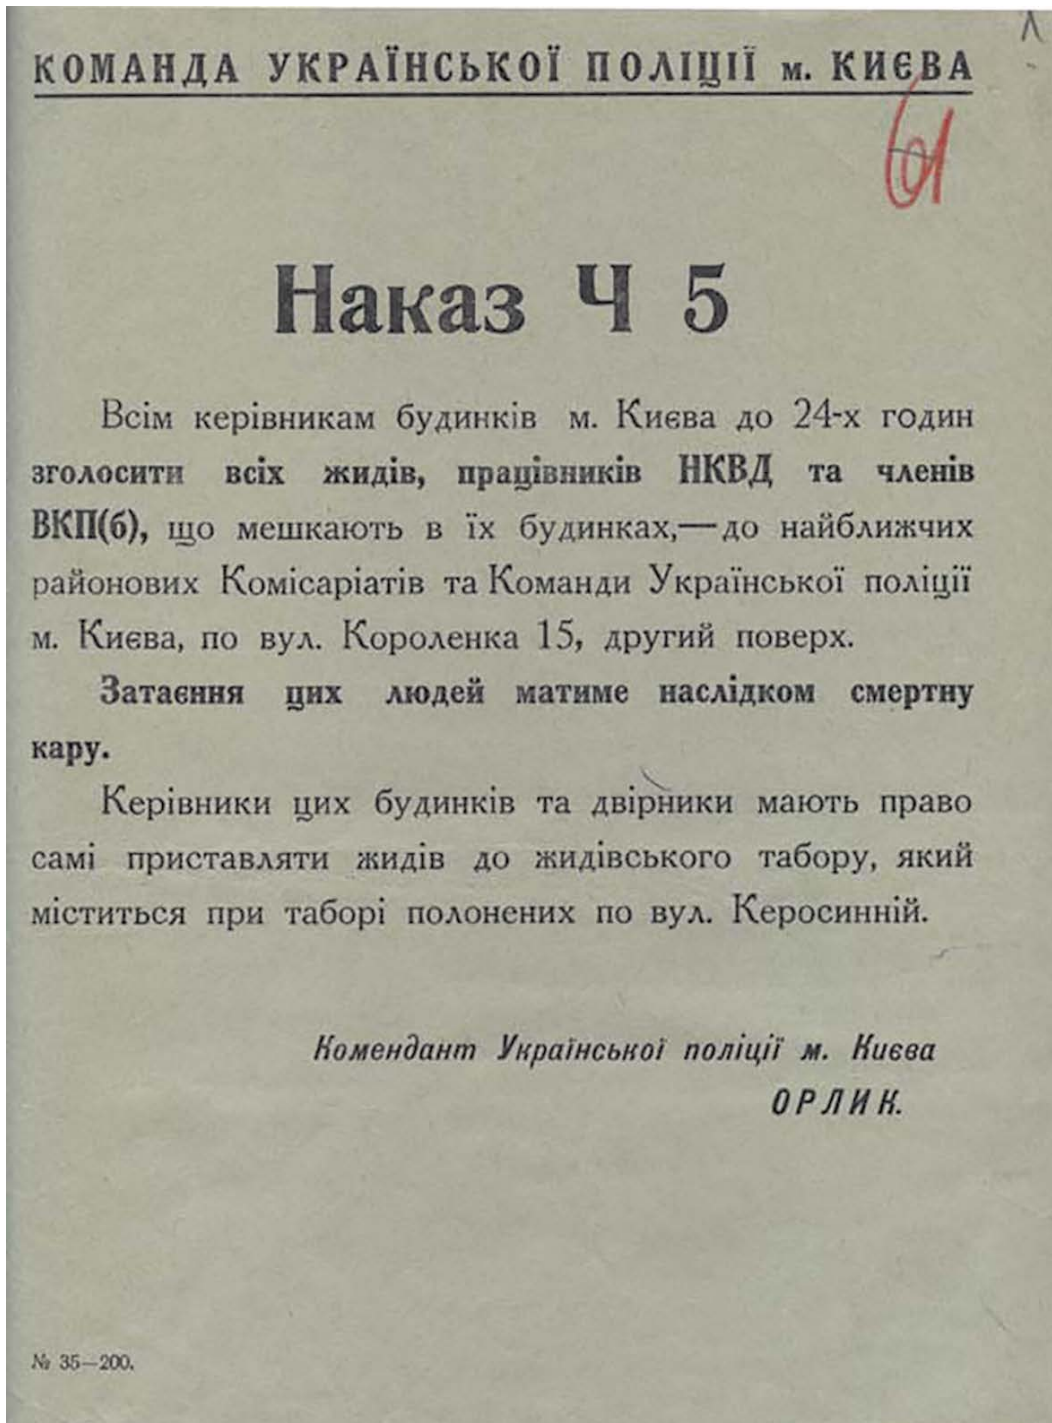 КОМАНДА УКРАЇНСЬКОЇ ПОЛІЦІЇ м. КИЄВА
61
Наказ Ч 5
Всім керівникам будинків м. Києва до 24-х годин
зголосити всіх жидів, працівників НКВД та членів
ВКП(б), що мешкають в їх будинках,—до найближчих
районових Комісаріатів та Команди Української поліції
м. Києва, по вул. Короленка 15, другий поверх.
Затаєння цих людей матиме наслідком смертну
кару.
Керівники цих будинків та двірники мають право
самі приставляти жидів до жидівського табору, який
міститься при таборі полонених по вул. Керосинній.
Комендант Української поліції м. Києва
ОРЛИК.
№ 35—200.